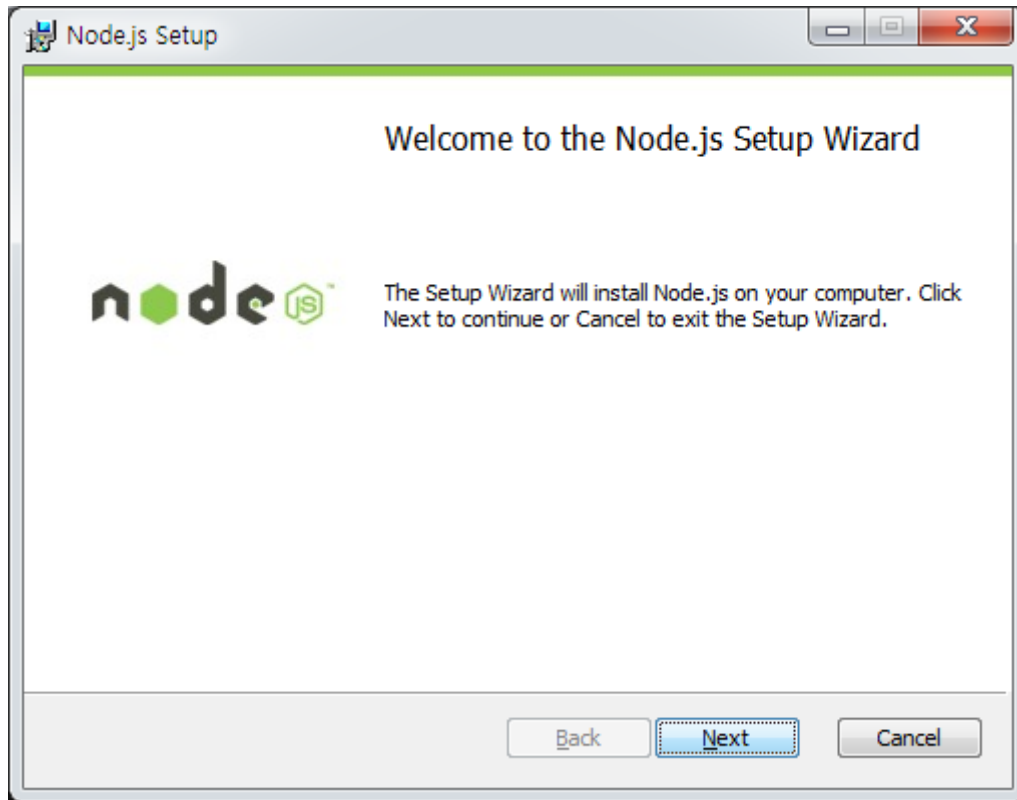 Node.js Setup
Welcome to the Node.js Setup Wizard
node JS™
The Setup Wizard will install Node.js on your computer. Click
Next to continue or Cancel to exit the Setup Wizard.
Back
Next
Cancel